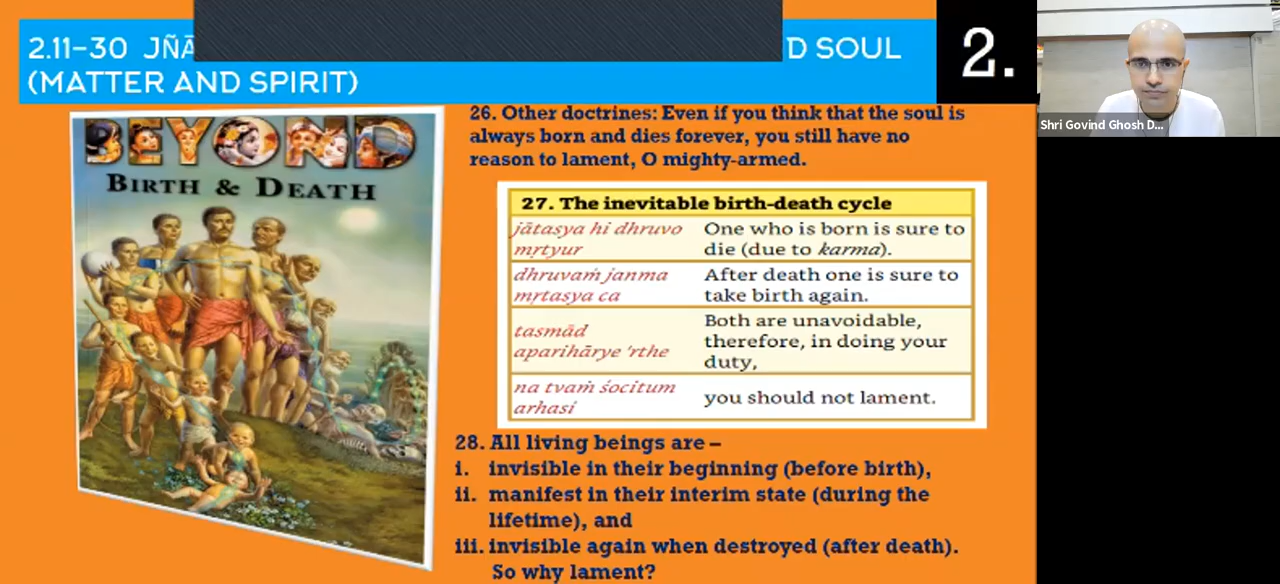 2.11–30 JÑĀ
D SOUL
(MATTER AND SPIRIT)
2.
Shri Govind Ghosh D...
BEYOND
BIRTH & DEATH
26. Other doctrines: Even if you think that the soul is
always born and dies forever, you still have no
reason to lament, O mighty-armed.
27. The inevitable birth-death cycle
jātasya hi dhruvo
mṛtyur
One who is born is sure to
die (due to karma).
dhruvaṁ janma
mṛtasya ca
After death one is sure to
take birth again.
tasmād
aparihārye 'rthe
Both are unavoidable,
therefore, in doing your
duty,
na tvaṁ śocitum
arhasi
you should not lament.
28. All living beings are –
i. invisible in their beginning (before birth),
ii. manifest in their interim state (during the
lifetime), and
iii. invisible again when destroyed (after death).
So why lament?